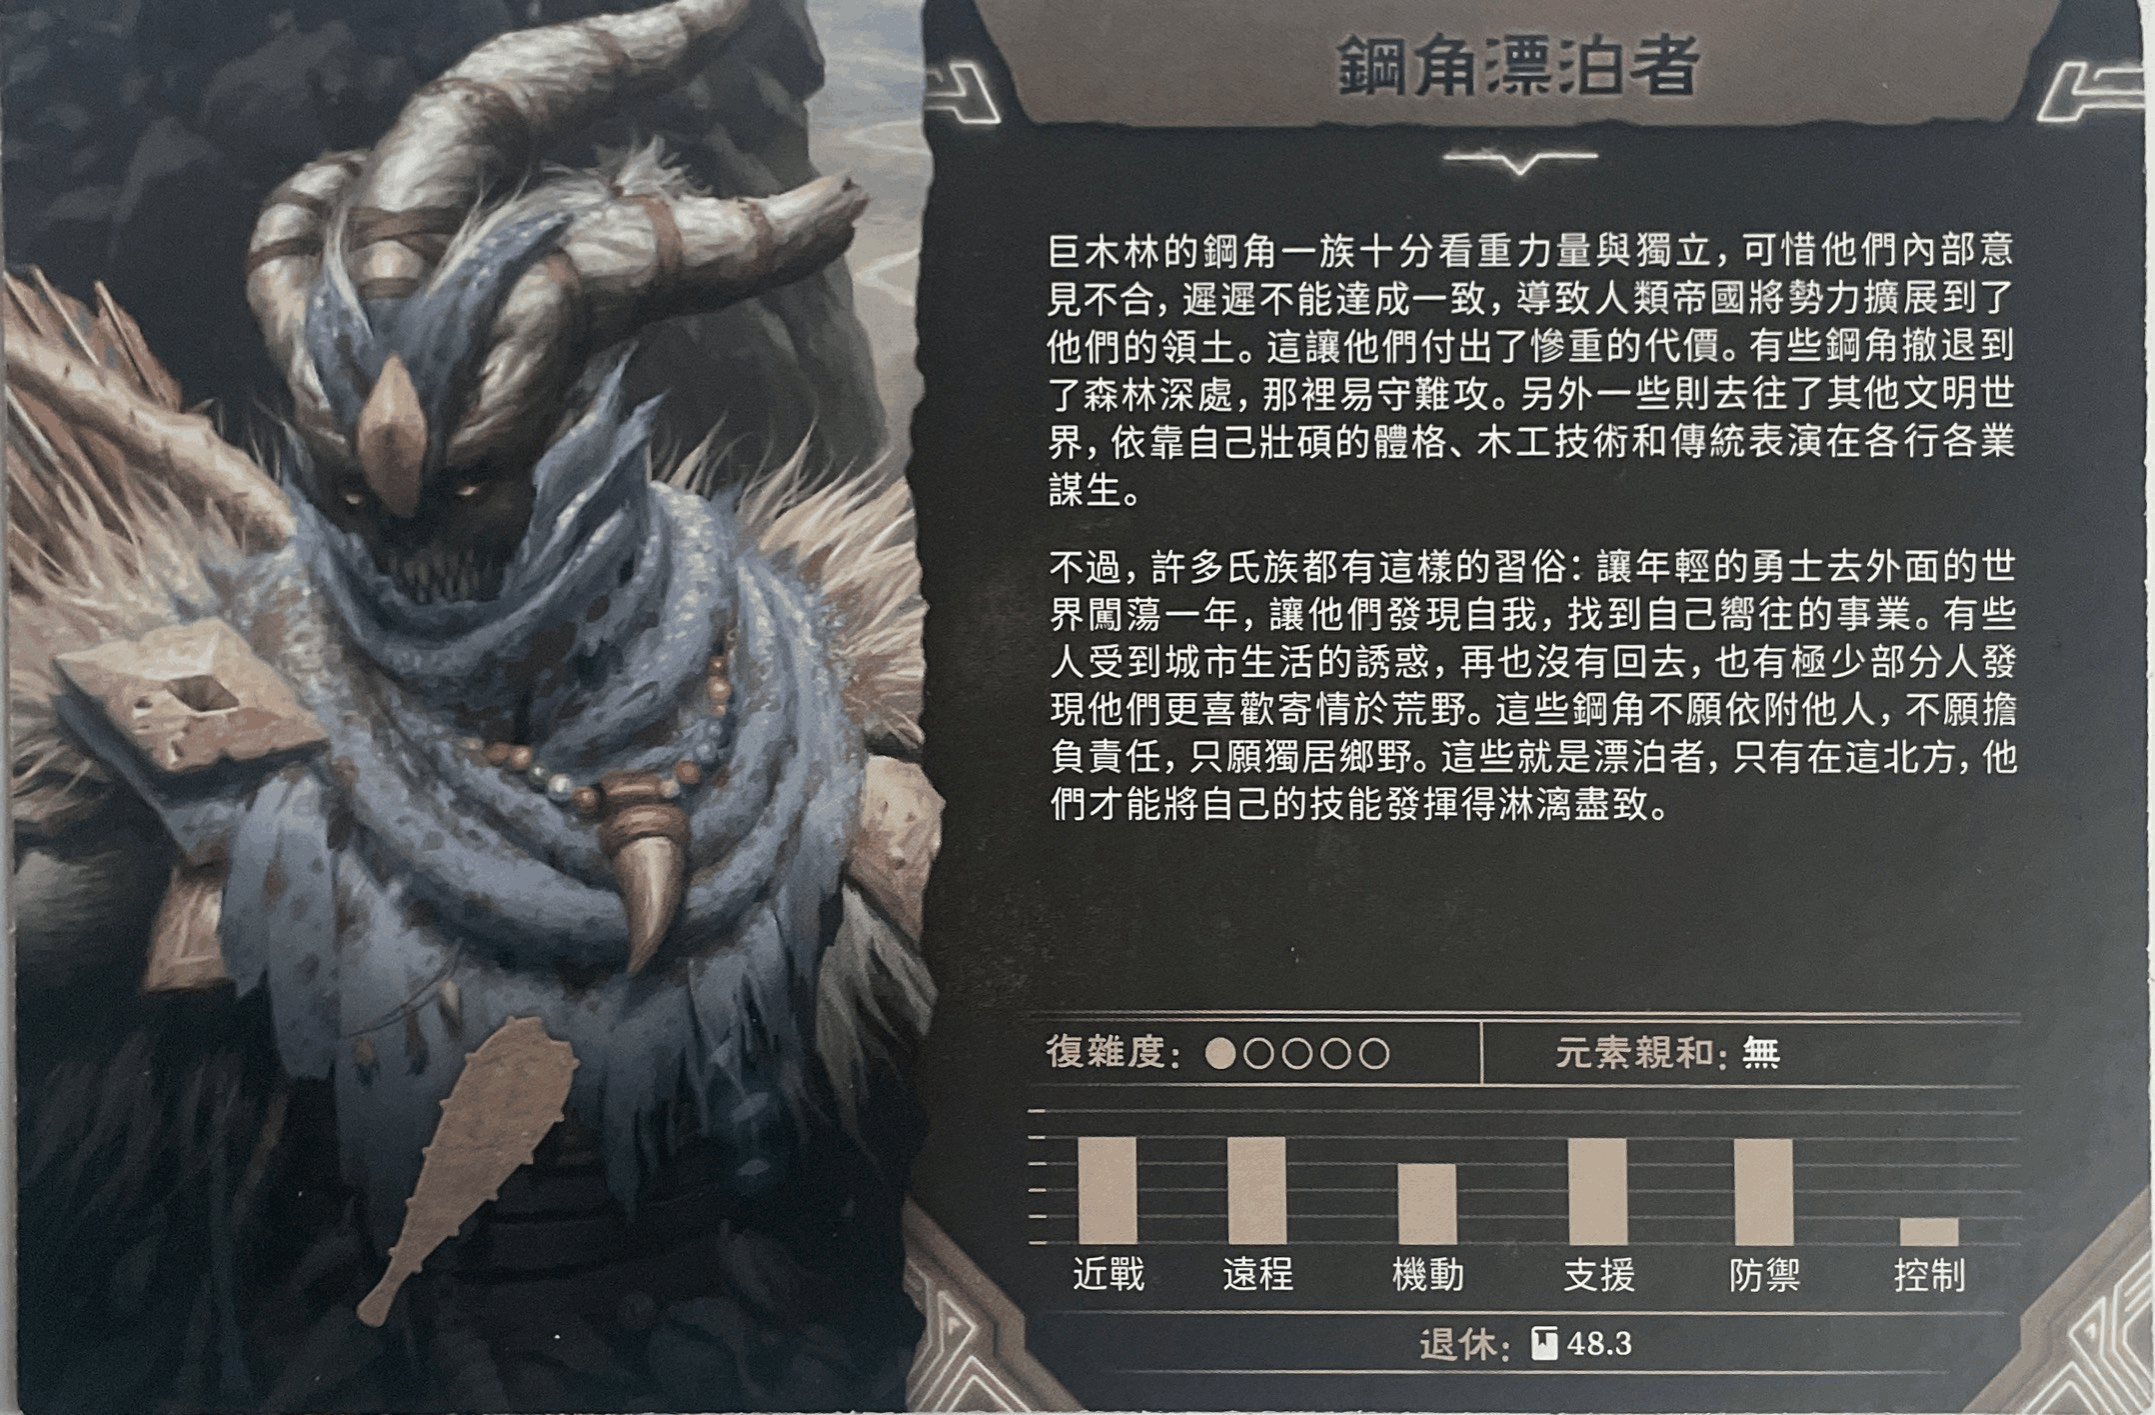 鋼角漂泊者
巨木林的鋼角一族十分看重力量與獨立，可惜他們內部意
見不合，遲遲不能達成一致，導致人類帝國將勢力擴展到了
他們的領土。這讓他們付出了慘重的代價。有些鋼角撤退到
了森林深處，那裡易守難攻。另外一些則去往了其他文明世
界，依靠自己壯碩的體格、木工技術和傳統表演在各行各業
謀生。
不過，許多氏族都有這樣的習俗：讓年輕的勇士去外面的世
界闖蕩一年，讓他們發現自我，找到自己嚮往的事業。有些
人受到城市生活的誘惑，再也沒有回去，也有極少部分人發
現他們更喜歡寄情於荒野。這些鋼角不願依附他人，不願擔
負責任，只願獨居鄉野。這些就是漂泊者，只有在這北方，他
們才能將自己的技能發揮得淋漓盡致。
復雜度： 元素親和：無
近戰 遠程 機動 支援 防禦 控制
退休： 48.3